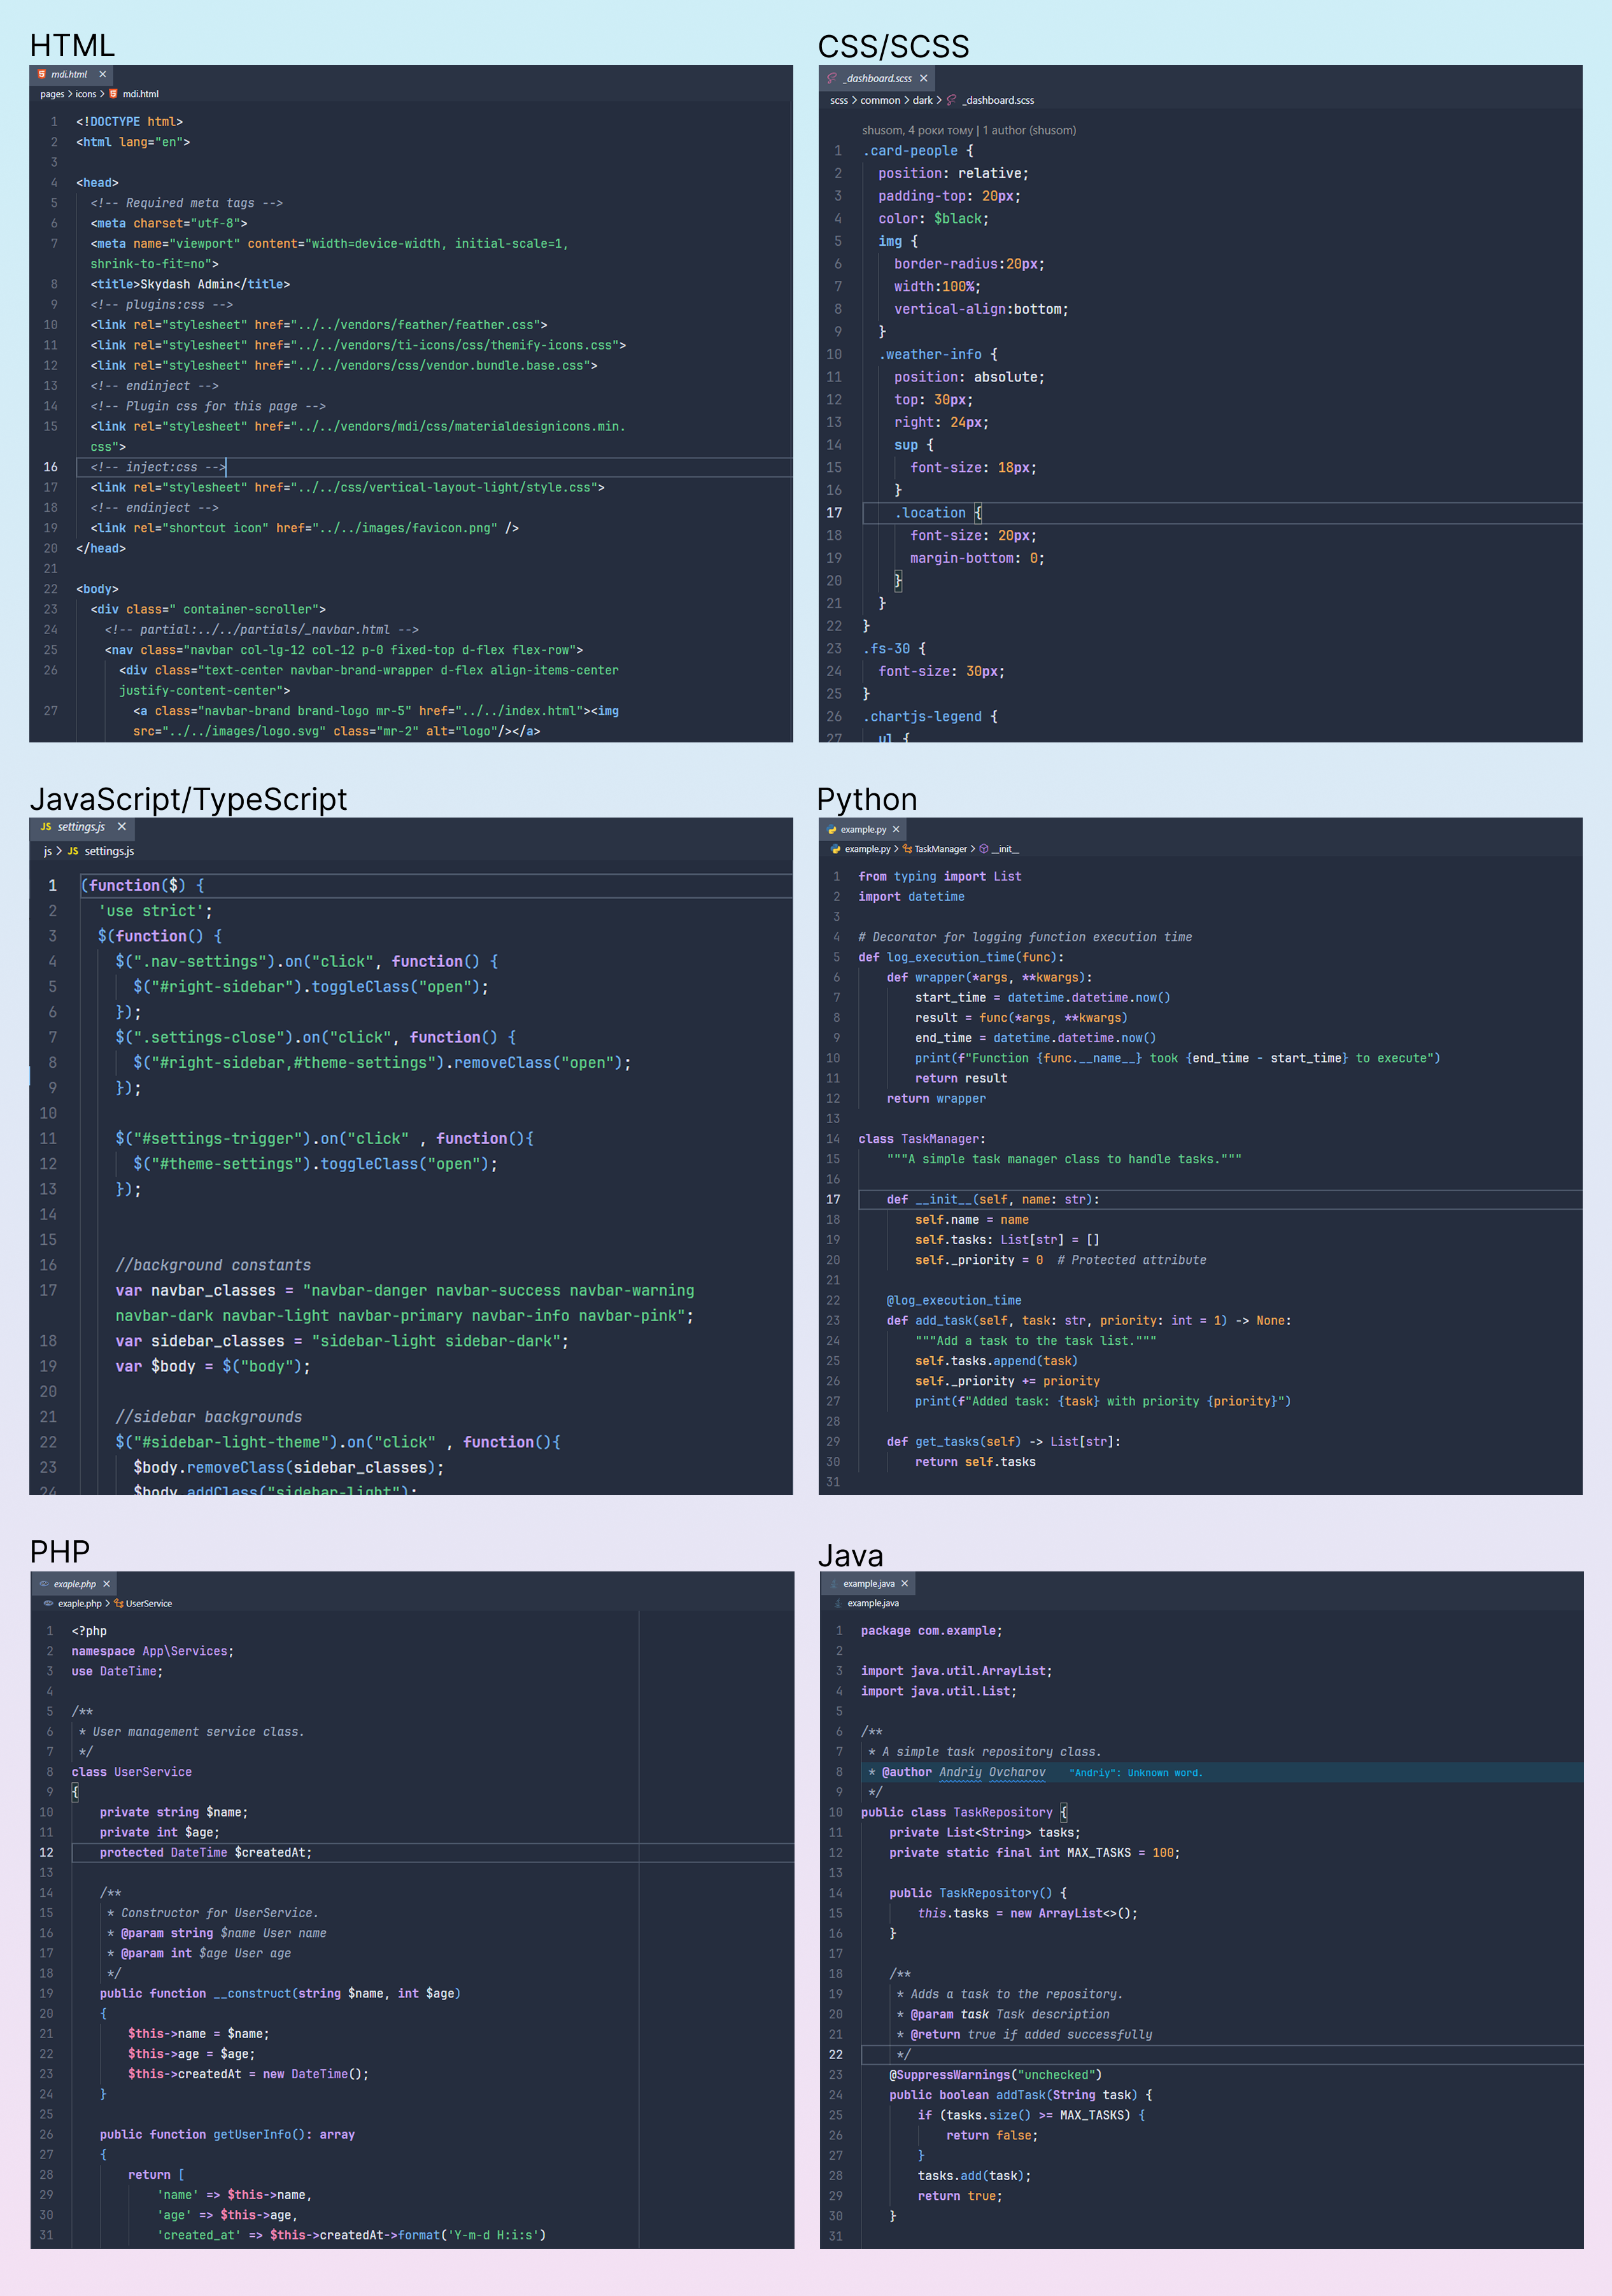 HTML
mdi.html ×
pages > icons > mdi.html
1 <!DOCTYPE html>
2 <html lang="en">
3
4 <head>
5 <!-- Required meta tags -->
6 <meta charset="utf-8">
7 <meta name="viewport" content="width=device-width, initial-scale=1,
shrink-to-fit=no">
8 <title>Skydash Admin</title>
9 <!-- plugins:css -->
10 <link rel="stylesheet" href="../../vendors/feather/feather.css">
11 <link rel="stylesheet" href="../../vendors/ti-icons/css/themify-icons.css">
12 <link rel="stylesheet" href="../../vendors/css/vendor.bundle.base.css">
13 <!-- endinject -->
14 <!-- Plugin css for this page -->
15 <link rel="stylesheet" href="../../vendors/mdi/css/materialdesignicons.min.
css">
16 <!-- inject:css -->
17 <link rel="stylesheet" href="../../css/vertical-layout-light/style.css">
18 <!-- endinject -->
19 <link rel="shortcut icon" href="../../images/favicon.png" />
20 </head>
21
22 <body>
23 <div class=" container-scroller">
24 <!-- partial:../../partials/_navbar.html -->
25 <nav class="navbar col-lg-12 col-12 p-0 fixed-top d-flex flex-row">
26 <div class="text-center navbar-brand-wrapper d-flex align-items-center
justify-content-center">
27 <a class="navbar-brand brand-logo mr-5" href="../../index.html"><img
src="../../images/logo.svg" class="mr-2" alt="logo"/></a>
CSS/SCSS
_dashboard.scss ×
scss > common > dark > _dashboard.scss
shusom, 4 роки тому | 1 author (shusom)
1 .card-people {
2 position: relative;
3 padding-top: 20px;
4 color: $black;
5 img {
6 border-radius:20px;
7 width:100%;
8 vertical-align:bottom;
9 }
10 .weather-info {
11 position: absolute;
12 top: 30px;
13 right: 24px;
14 sup {
15 font-size: 18px;
16 }
17 .location {
18 font-size: 20px;
19 margin-bottom: 0;
20 }
21 }
22 }
23 .fs-30 {
24 font-size: 30px;
25 }
26 .chartjs-legend {
27 ul {
JavaScript/TypeScript
JS settings.js ×
js > JS settings.js
1 (function($) {
2 'use strict';
3 $(function() {
4 $(".nav-settings").on("click", function() {
5 $("#right-sidebar").toggleClass("open");
6 });
7 $(".settings-close").on("click", function() {
8 $("#right-sidebar,#theme-settings").removeClass("open");
9 });
10
11 $("#settings-trigger").on("click" , function(){
12 $("#theme-settings").toggleClass("open");
13 });
14
15
16 //background constants
17 var navbar_classes = "navbar-danger navbar-success navbar-warning
navbar-dark navbar-light navbar-primary navbar-info navbar-pink";
18 var sidebar_classes = "sidebar-light sidebar-dark";
19 var $body = $("body");
20
21 //sidebar backgrounds
22 $("#sidebar-light-theme").on("click" , function(){
23 $body.removeClass(sidebar_classes);
24 $body.addClass("sidebar-light");
Python
example.py ×
example.py > TaskManager > __init__
1 from typing import List
2 import datetime
3
4 # Decorator for logging function execution time
5 def log_execution_time(func):
6 def wrapper(*args, **kwargs):
7 start_time = datetime.datetime.now()
8 result = func(*args, **kwargs)
9 end_time = datetime.datetime.now()
10 print(f"Function {func.__name__} took {end_time - start_time} to execute")
11 return result
12 return wrapper
13
14 class TaskManager:
15 """A simple task manager class to handle tasks."""
16
17 def __init__(self, name: str):
18 self.name = name
19 self.tasks: List[str] = []
20 self._priority = 0 # Protected attribute
21
22 @log_execution_time
23 def add_task(self, task: str, priority: int = 1) -> None:
24 """Add a task to the task list."""
25 self.tasks.append(task)
26 self._priority += priority
27 print(f"Added task: {task} with priority {priority}")
28
29 def get_tasks(self) -> List[str]:
30 return self.tasks
31
PHP
exaple.php ×
exaple.php > UserService
1 <?php
2 namespace App\Services;
3 use DateTime;
4
5 /**
6 * User management service class.
7 */
8 class UserService
9 {
10 private string $name;
11 private int $age;
12 protected DateTime $createdAt;
13
14 /**
15 * Constructor for UserService.
16 * @param string $name User name
17 * @param int $age User age
18 */
19 public function __construct(string $name, int $age)
20 {
21 $this->name = $name;
22 $this->age = $age;
23 $this->createdAt = new DateTime();
24 }
25
26 public function getUserInfo(): array
27 {
28 return [
29 'name' => $this->name,
30 'age' => $this->age,
31 'created_at' => $this->createdAt->format('Y-m-d H:i:s')
Java
example.java ×
example.java
1 package com.example;
2
3 import java.util.ArrayList;
4 import java.util.List;
5
6 /**
7 * A simple task repository class.
8 * @author Andriy Ovcharov "Andriy": Unknown word.
9 */
10 public class TaskRepository {
11 private List<String> tasks;
12 private static final int MAX_TASKS = 100;
13
14 public TaskRepository() {
15 this.tasks = new ArrayList<>();
16 }
17
18 /**
19 * Adds a task to the repository.
20 * @param task Task description
21 * @return true if added successfully
22 */
23 @SuppressWarnings("unchecked")
24 public boolean addTask(String task) {
25 if (tasks.size() >= MAX_TASKS) {
26 return false;
27 }
28 tasks.add(task);
29 return true;
30 }
31